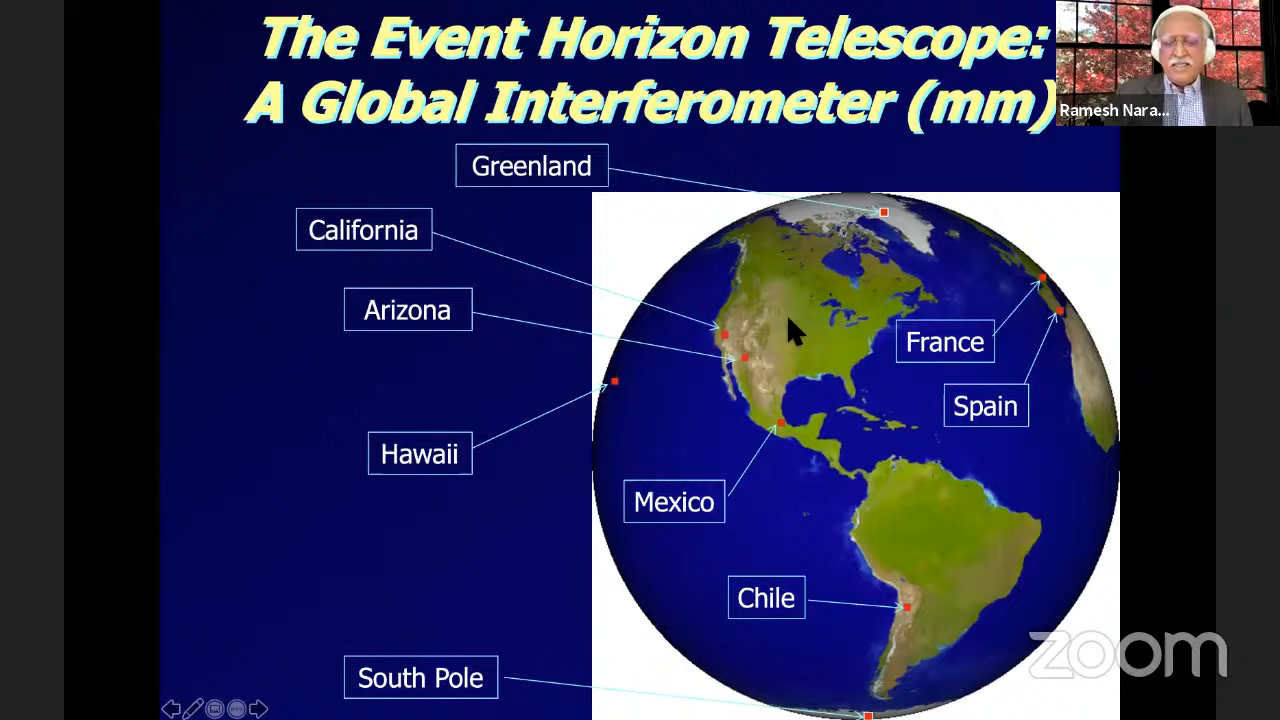 The Event Horizon Telescope:
A Global Interferometer (mm)
Ramesh Nara...
Greenland
California
Arizona
France
Spain
Hawaii
Mexico
Chile
South Pole
zoom